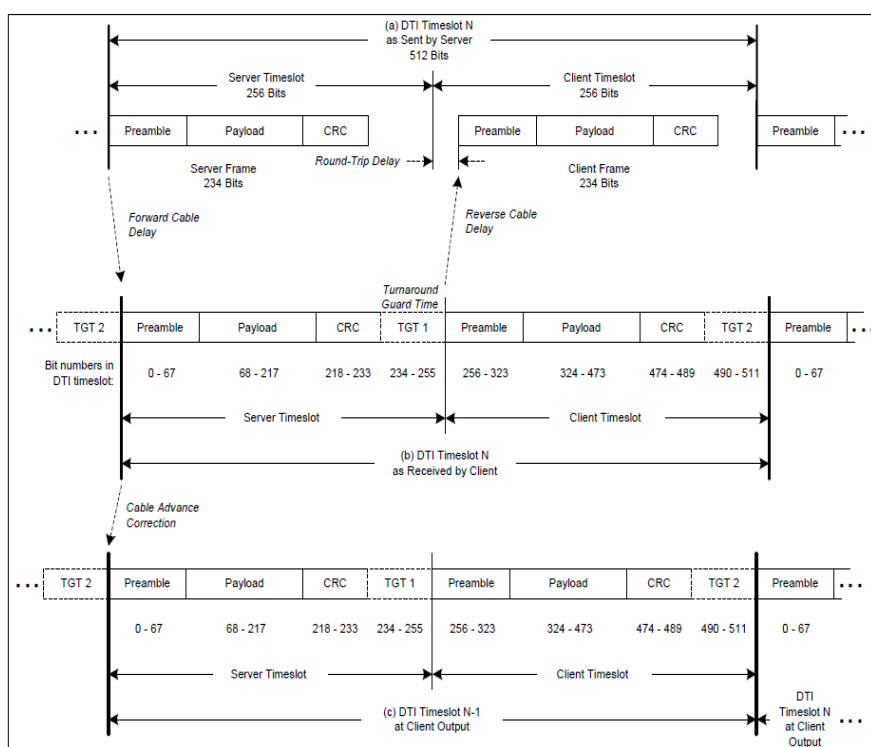 (a) DTI Timeslot N
as Sent by Server
512 Bits
Server Timeslot
256 Bits
Client Timeslot
256 Bits
... Preamble Payload CRC Preamble Payload CRC Preamble ...
Round-Trip Delay
Server Frame
234 Bits
Client Frame
234 Bits
Forward Cable
Delay
Reverse Cable
Delay
Turnaround
Guard Time
... TGT 2 Preamble Payload CRC TGT 1 Preamble Payload CRC TGT 2 Preamble ...
Bit numbers in
DTI timeslot:
0 - 67 68 - 217 218 - 233 234 - 255 256 - 323 324 - 473 474 - 489 490 - 511 0 - 67
Server Timeslot Client Timeslot
(b) DTI Timeslot N
as Received by Client
Cable Advance
Correction
... TGT 2 Preamble Payload CRC TGT 1 Preamble Payload CRC TGT 2 Preamble ...
0 - 67 68 - 217 218 - 233 234 - 255 256 - 323 324 - 473 474 - 489 490 - 511 0 - 67
Server Timeslot Client Timeslot
(c) DTI Timeslot N-1
at Client Output
DTI
Timeslot N
at Client
Output
...